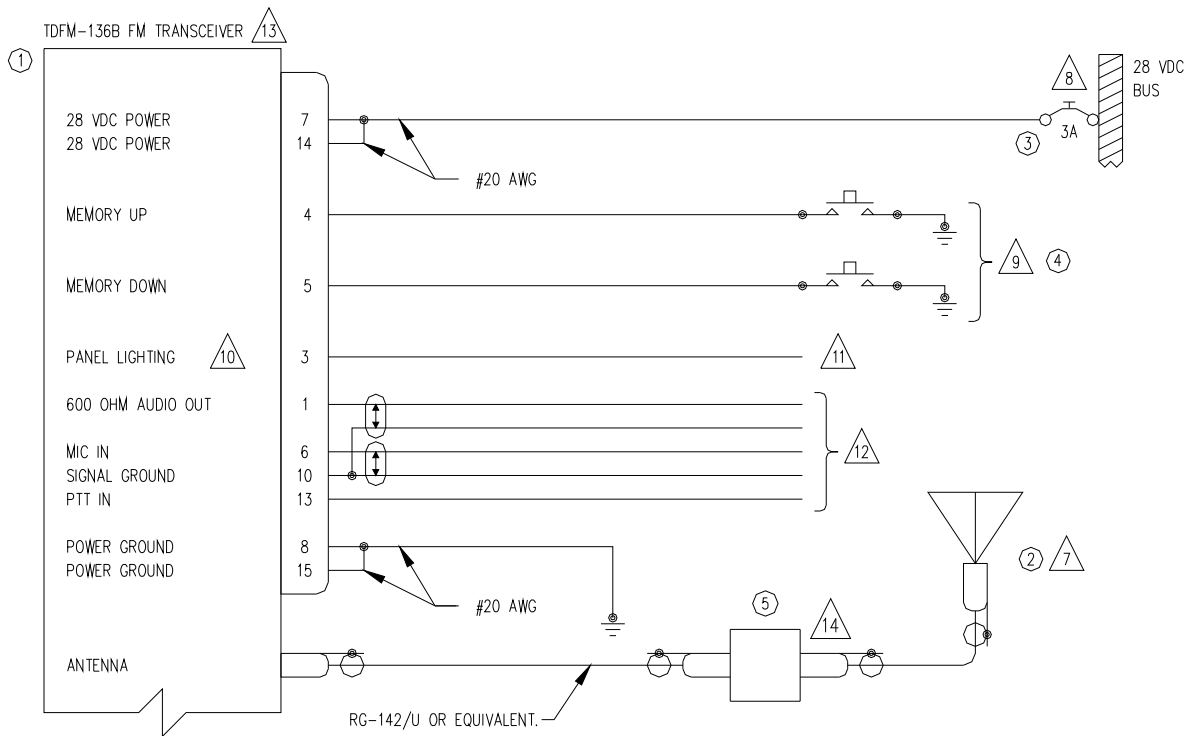 TDFM-136B FM TRANSCEIVER 13
1
8
28 VDC
BUS
28 VDC POWER 7
3A
3
28 VDC POWER 14
#20 AWG
MEMORY UP 4
9 4
MEMORY DOWN 5
PANEL LIGHTING 10 3 11
600 OHM AUDIO OUT 1
MIC IN 6 12
SIGNAL GROUND 10
PTT IN 13
POWER GROUND 8
2 7
POWER GROUND 15
#20 AWG
5
14
ANTENNA
RG-142/U OR EQUIVALENT.